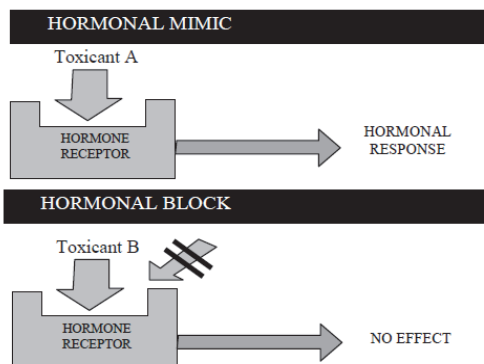 HORMONAL MIMIC
Toxicant A
HORMONE
RECEPTOR
HORMONAL
RESPONSE
HORMONAL BLOCK
Toxicant B
HORMONE
RECEPTOR
NO EFFECT